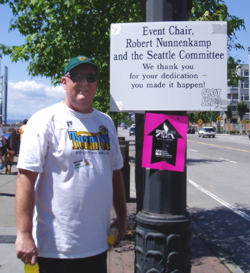 Event Chair,
Robert Nunnenkamp
and the Seattle Committee
We thank you
for your dedication –
you made it happen!